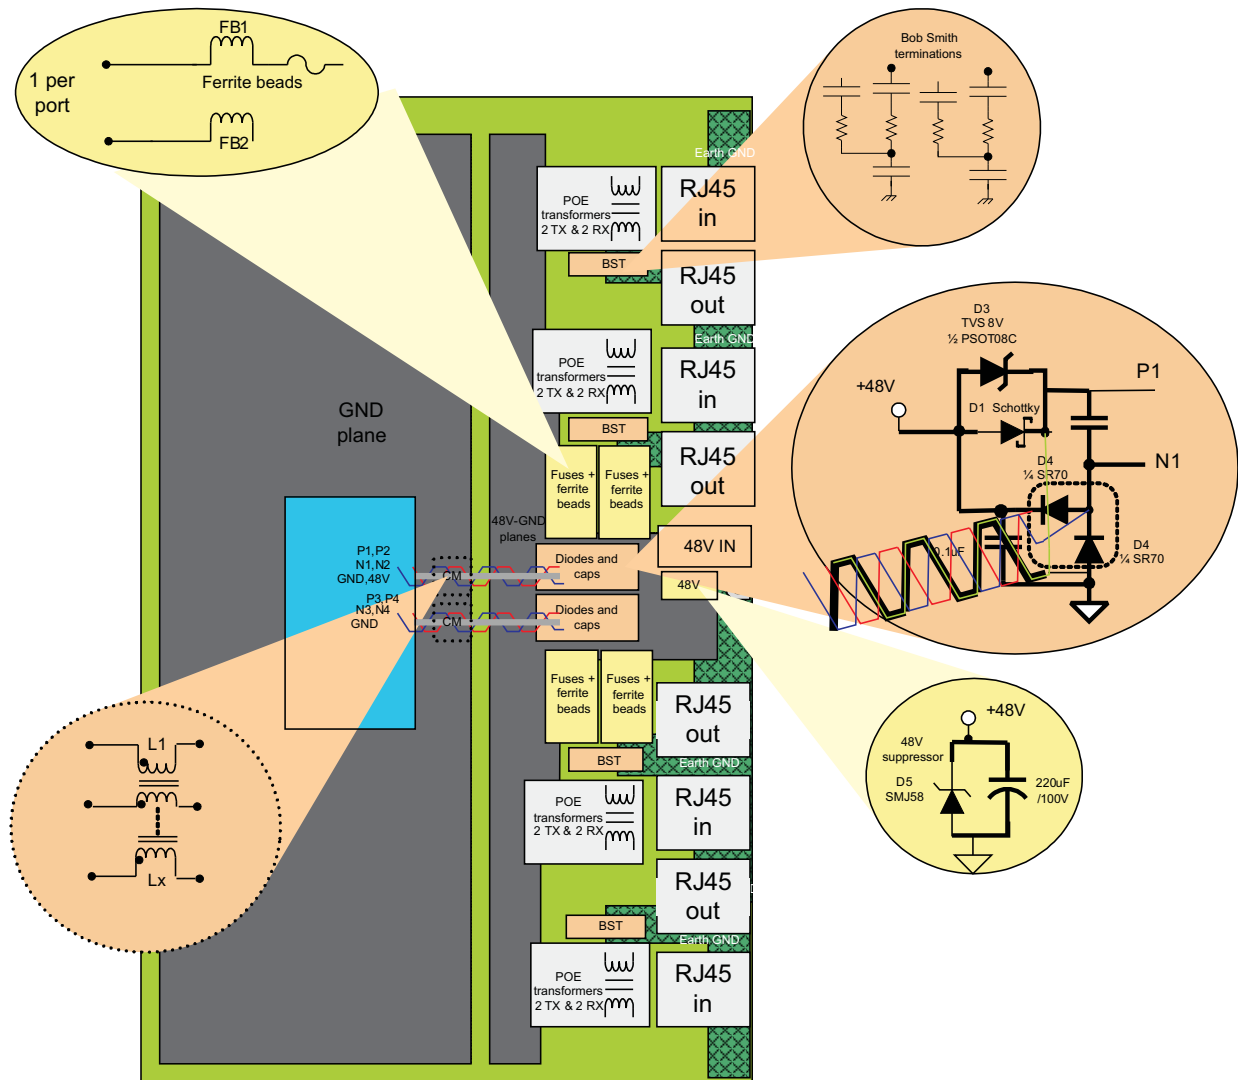 FB1
1 per
port
Ferrite beads
FB2
Bob Smith
terminations
Earth GND
POE
transformers
2 TX & 2 RX
RJ45
in
BST
RJ45
out
Earth GND
POE
transformers
2 TX & 2 RX
RJ45
in
BST
RJ45
out
GND
plane
Fuses +
ferrite
beads
Fuses +
ferrite
beads
48V-GND
planes
48V IN
P1,P2
N1,N2
GND,48V
CM
Diodes and
caps
48V
P3,P4
N3,N4
GND
CM
Diodes and
caps
D3
TVS 8V
½ PSOT08C
+48V
P1
D1 Schottky
N1
D4
¼ SR70
0.1uF
D4
¼ SR70
Fuses +
ferrite
beads
Fuses +
ferrite
beads
RJ45
out
BST
Earth GND
POE
transformers
2 TX & 2 RX
RJ45
in
RJ45
out
BST
Earth GND
POE
transformers
2 TX & 2 RX
RJ45
in
+48V
48V
suppressor
D5
SMJ58
220uF
/100V
L1
Lx